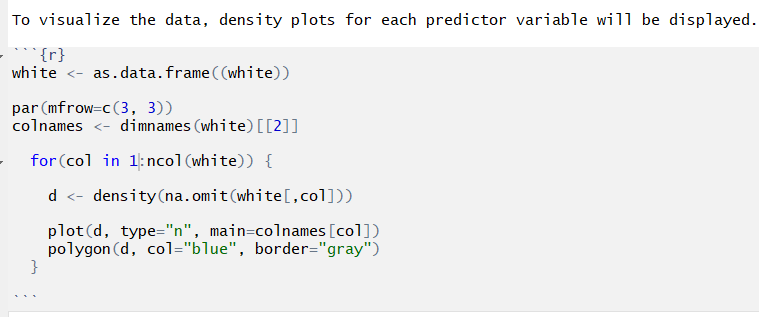 To visualize the data, density plots for each predictor variable will be displayed.
```{r}
white <- as.data.frame((white))
par(mfrow=c(3, 3))
colnames <- dimnames(white)[[2]]
for(col in 1:ncol(white)) {
d <- density(na.omit(white[,col]))
plot(d, type="n", main=colnames[col])
polygon(d, col="blue", border="gray")
}
```